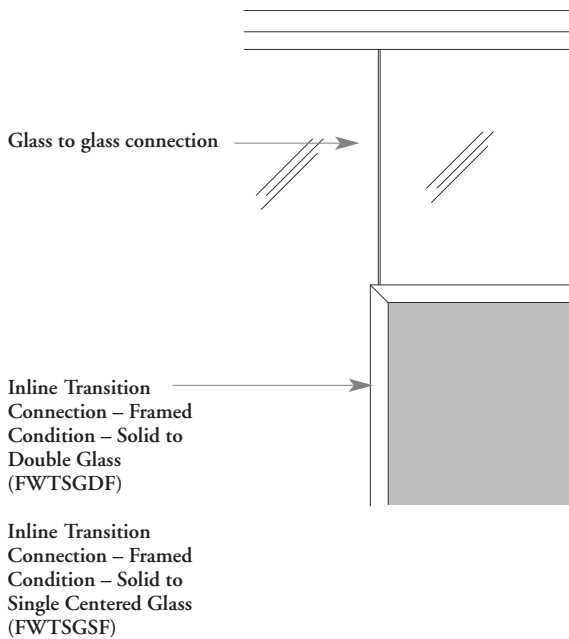 Glass to glass connection
Inline Transition
Connection – Framed
Condition – Solid to
Double Glass
(FWTSGDF)
Inline Transition
Connection – Framed
Condition – Solid to
Single Centered Glass
(FWTSGSF)